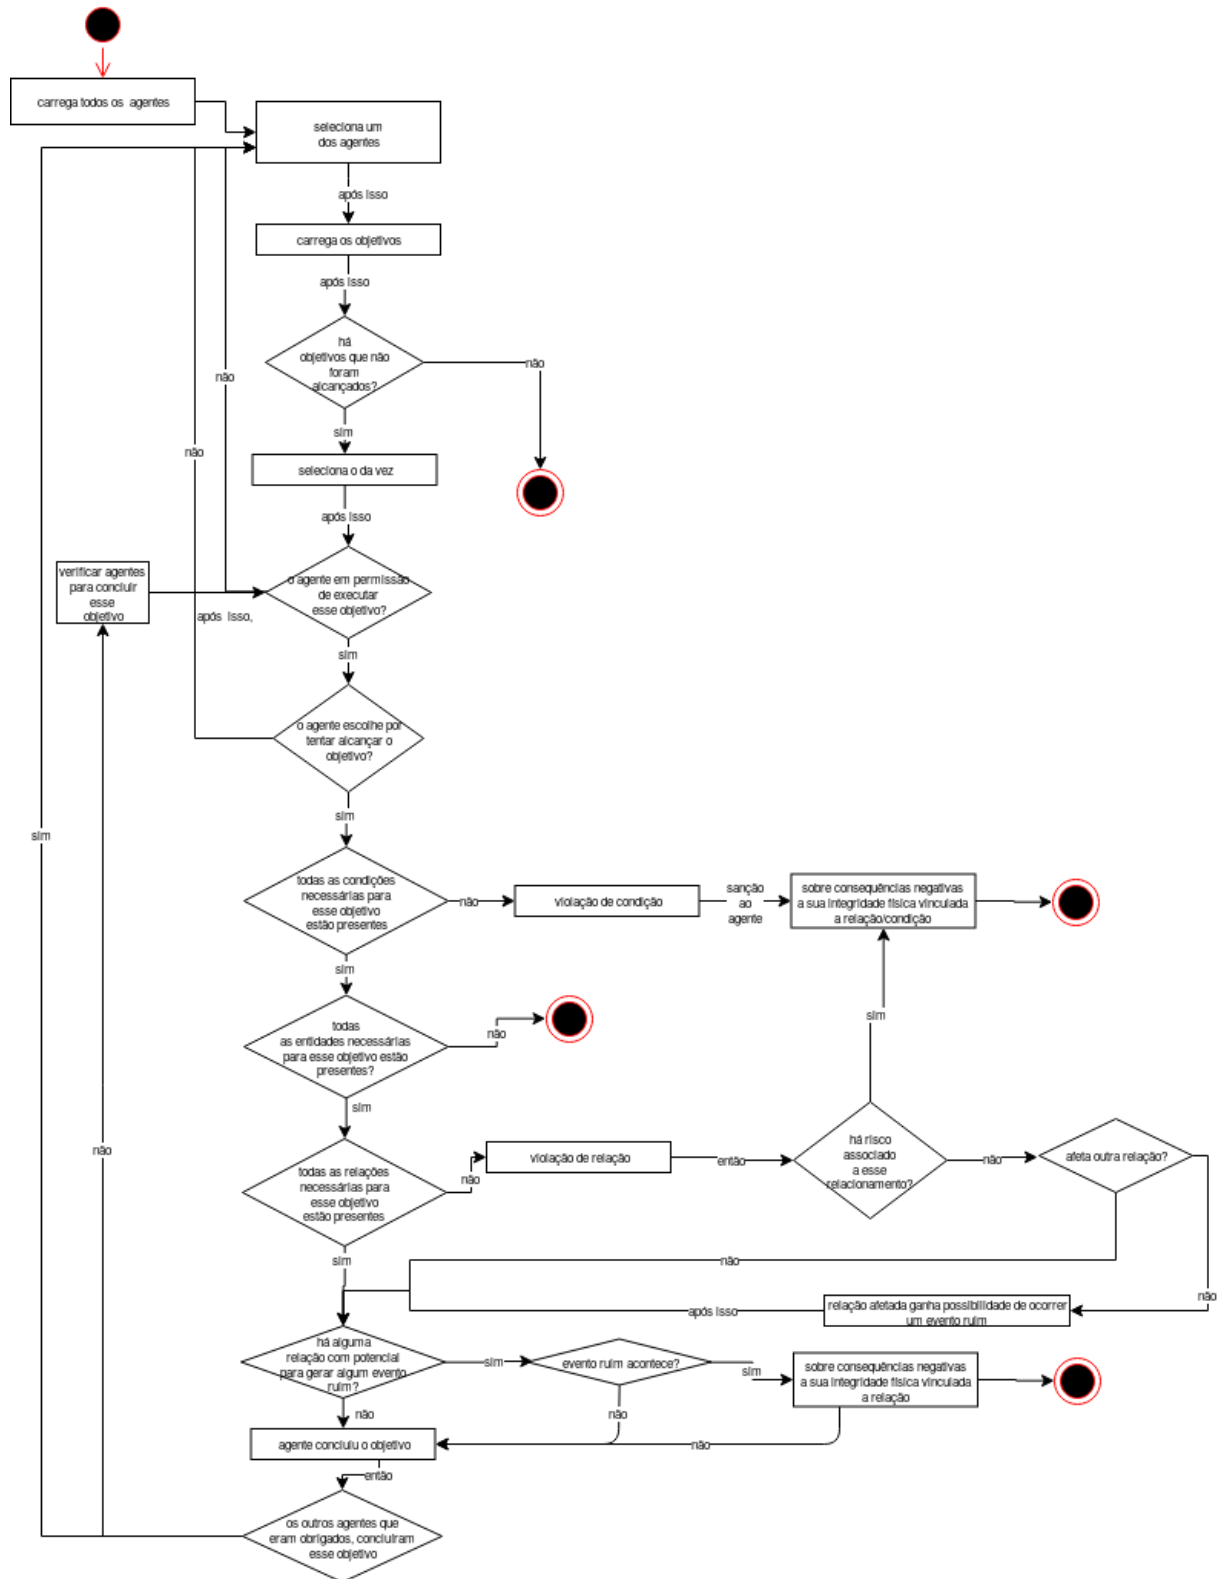 carrega todos os agentes
seleciona um
dos agentes
após isso
carrega os objetivos
após isso
há
objetivos que não
foram
alcançados?
não
sim
seleciona o da vez
após isso
não
não
verificar agentes
para concluir
esse
objetivo
após isso,
o agente em permissão
de executar
esse objetivo?
sim
o agente escolhe por
tentar alcançar o
objetivo?
sim
sim
todas as condições
necessárias para
esse objetivo
estão presentes
não
violação de condição
sanção
ao
agente
sobre consequências negativas
a sua integridade física vinculada
a relação/condição
sim
todas
as entidades necessárias
para esse objetivo estão
presentes?
não
sim
sim
não
todas as relações
necessárias para
esse objetivo
estão presentes
não
violação de relação
então
há risco
associado
a esse
relacionamento?
não
afeta outra relação?
sim
não
não
relação afetada ganha possibilidade de ocorrer
um evento ruim
após isso
há alguma
relação com potencial
para gerar algum evento
ruim?
sim
evento ruim acontece?
sim
sobre consequências negativas
a sua integridade física vinculada
a relação
não
não
não
agente concluiu o objetivo
então
os outros agentes que
eram obrigados, concluíram
esse objetivo